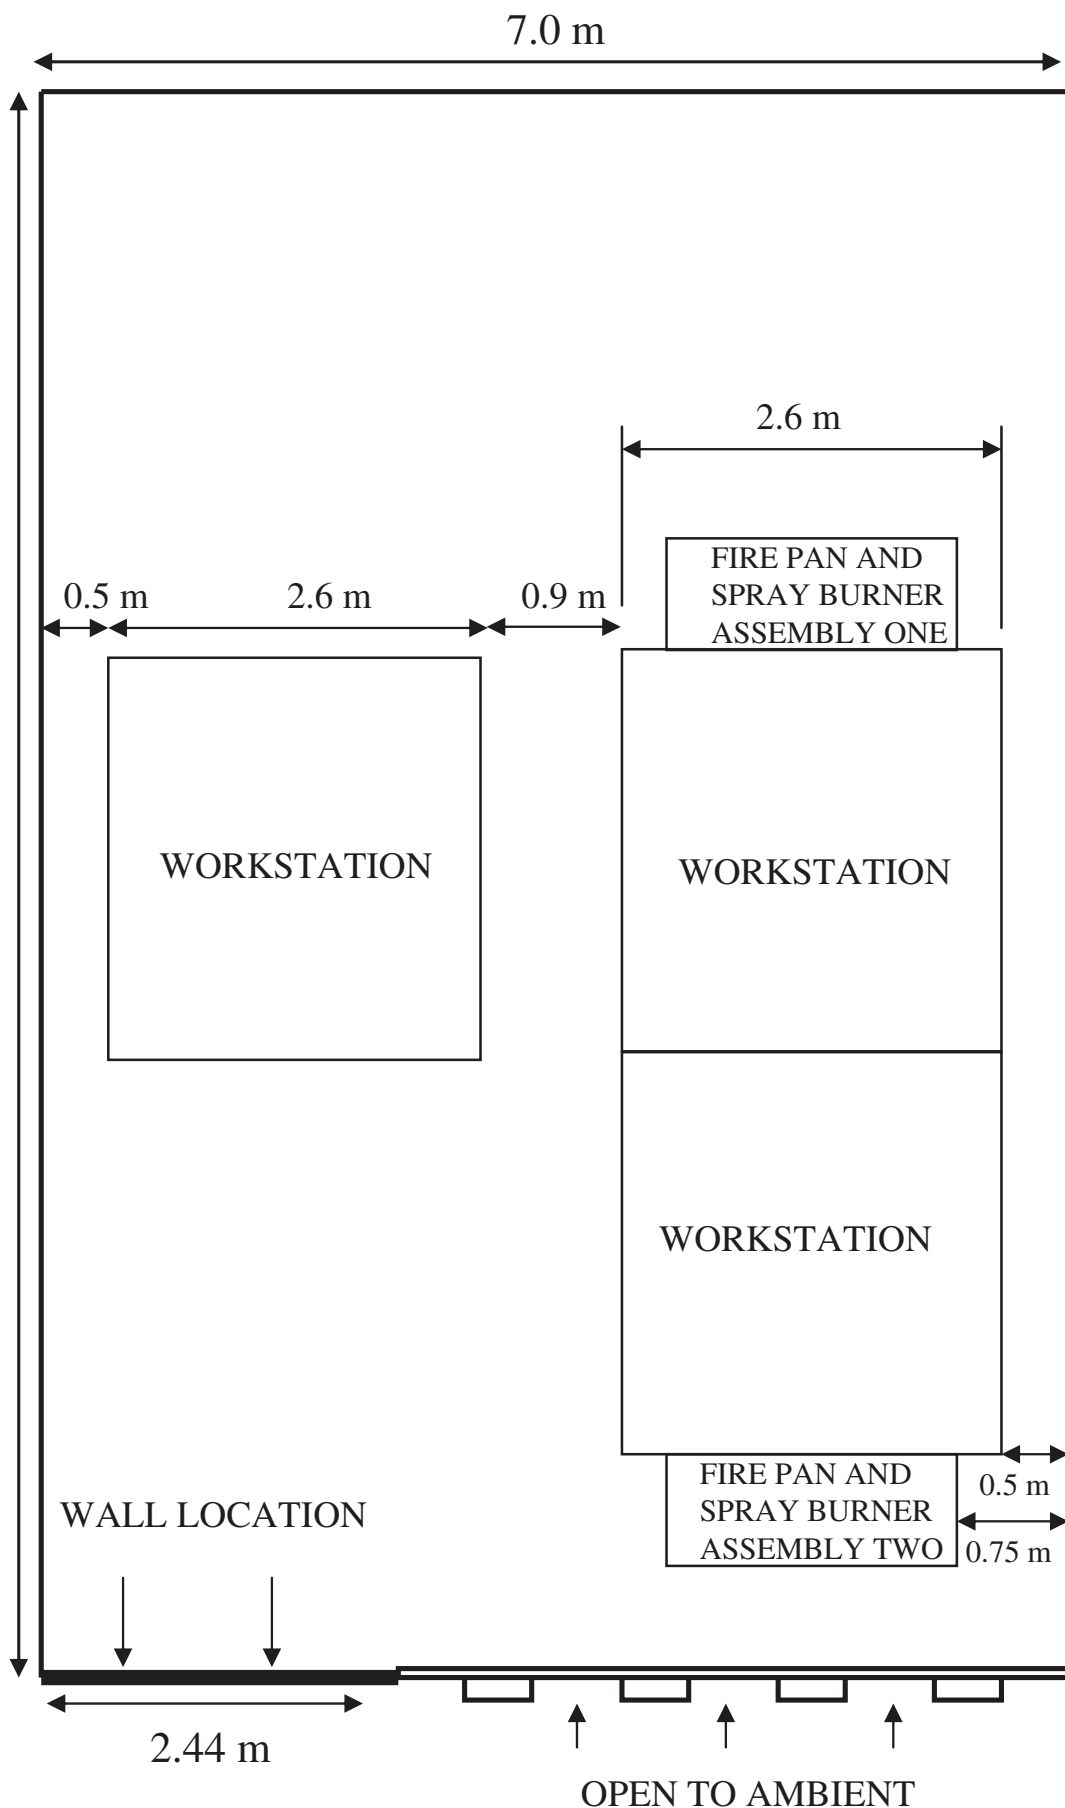 7.0 m
2.6 m
FIRE PAN AND
SPRAY BURNER
ASSEMBLY ONE
0.5 m
2.6 m
0.9 m
WORKSTATION
WORKSTATION
WORKSTATION
FIRE PAN AND
SPRAY BURNER
ASSEMBLY TWO
0.5 m
0.75 m
WALL LOCATION
2.44 m
OPEN TO AMBIENT